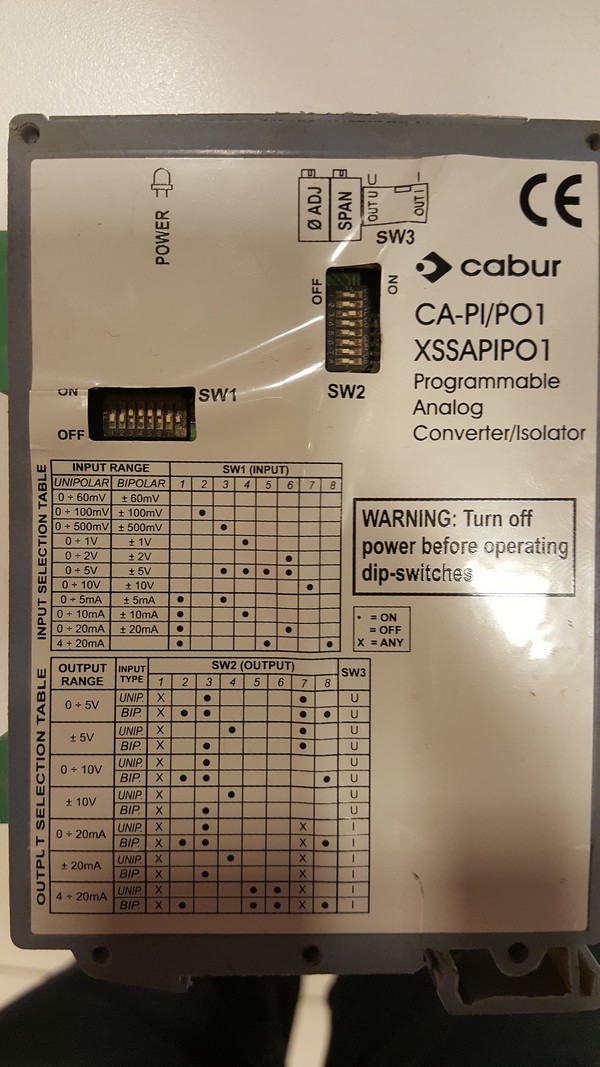 POWER
Ø ADJ
SPAN
OUT U
U
OUT I
I
SW3
CE
OFF
ON
cabur
CA-PI/PO1
XSSAPIPO1
Programmable
Analog
Converter/Isolator
SW2
ON
SW1
OFF
INPUT SELECTION TABLE
INPUT RANGE SW1 (INPUT)
UNIPOLAR BIPOLAR 1 2 3 4 5 6 7 8
0 ÷ 60mV ± 60mV
0 ÷ 100mV ± 100mV •
0 ÷ 500mV ± 500mV •
0 ÷ 1V ± 1V •
0 ÷ 2V ± 2V •
0 ÷ 5V ± 5V • • • •
0 ÷ 10V ± 10V •
0 ÷ 5mA ± 5mA • •
0 ÷ 10mA ± 10mA • •
0 ÷ 20mA ± 20mA • •
4 ÷ 20mA • • •
WARNING: Turn off
power before operating
dip-switches
• = ON
= OFF
X = ANY
OUTPUT SELECTION TABLE
OUTPUT RANGE INPUT TYPE SW2 (OUTPUT) SW3
1 2 3 4 5 6 7 8
0 ÷ 5V UNIP. X • • U
BIP. X • • • • U
± 5V UNIP. X • • U
BIP. X • • U
0 ÷ 10V UNIP. X • U
BIP. X • • • U
± 10V UNIP. X • U
BIP. X • U
0 ÷ 20mA UNIP. X • X I
BIP. X • • X • I
± 20mA UNIP. X • X I
BIP. X • X I
4 ÷ 20mA UNIP. X • • X I
BIP. X • • • X • I